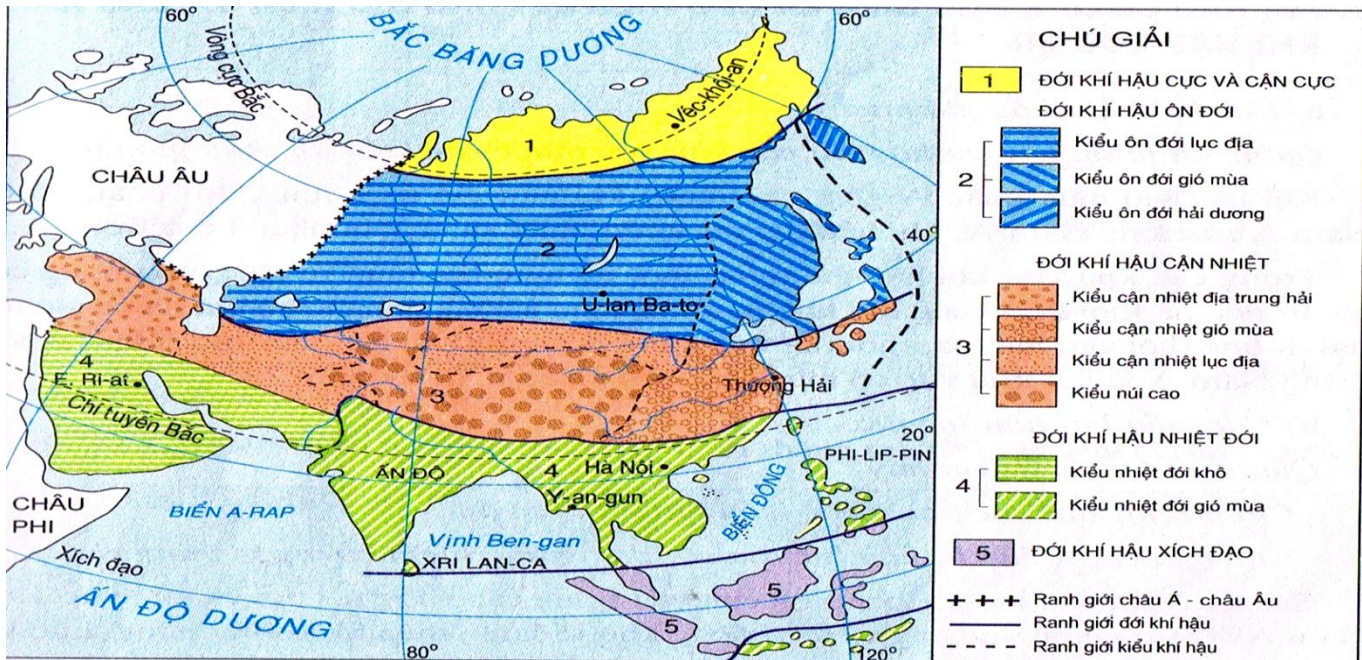 60°
BẮC BĂNG DƯƠNG
60°
Vòng cực Bắc
Véc-khôi-an
1
CHÂU ÂU
2
40°
U-lan Ba-to
4
E. Ri-at
Thượng Hải
3
Chí tuyến Bắc
20°
PHI-LIP-PIN
ẤN ĐỘ
4
Hà Nội
Y-an-gun
CHÂU
PHI
BIỂN A-RAP
BIỂN ĐÔNG
Vịnh Ben-gan
Xích đạo
XRI LAN-CA
5
ẤN ĐỘ DƯƠNG
5
80°
120°
CHÚ GIẢI
1 ĐỚI KHÍ HẬU CỰC VÀ CẬN CỰC
ĐỚI KHÍ HẬU ÔN ĐỚI
Kiểu ôn đới lục địa
2 Kiểu ôn đới gió mùa
Kiểu ôn đới hải dương
ĐỚI KHÍ HẬU CẬN NHIỆT
Kiểu cận nhiệt địa trung hải
Kiểu cận nhiệt gió mùa
3
Kiểu cận nhiệt lục địa
Kiểu núi cao
ĐỚI KHÍ HẬU NHIỆT ĐỚI
Kiểu nhiệt đới khô
4
Kiểu nhiệt đới gió mùa
5 ĐỚI KHÍ HẬU XÍCH ĐẠO
Ranh giới châu Á - châu Âu
Ranh giới đới khí hậu
Ranh giới kiểu khí hậu